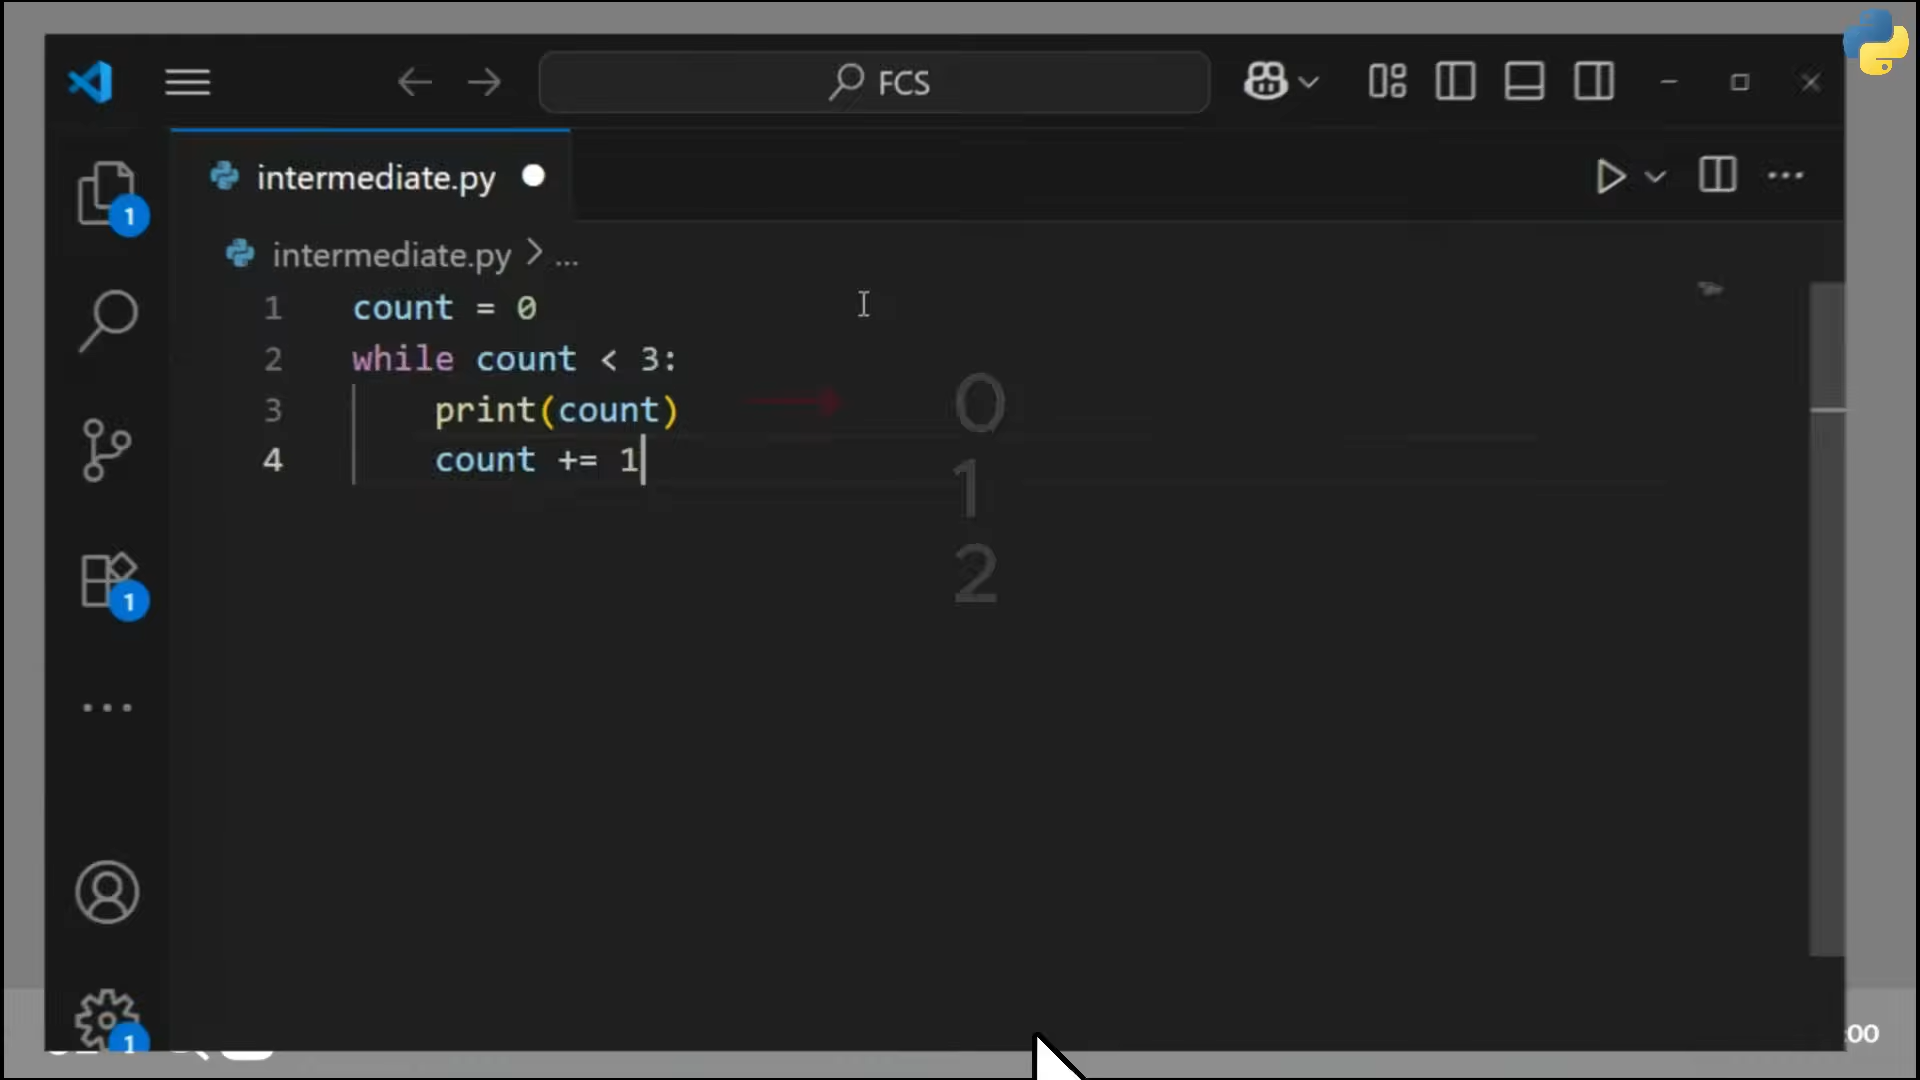 FCS
intermediate.py
1
intermediate.py > ...
1 count = 0
2 while count < 3:
3 print(count)
4 count += 1
0
1
2
1
1
:00